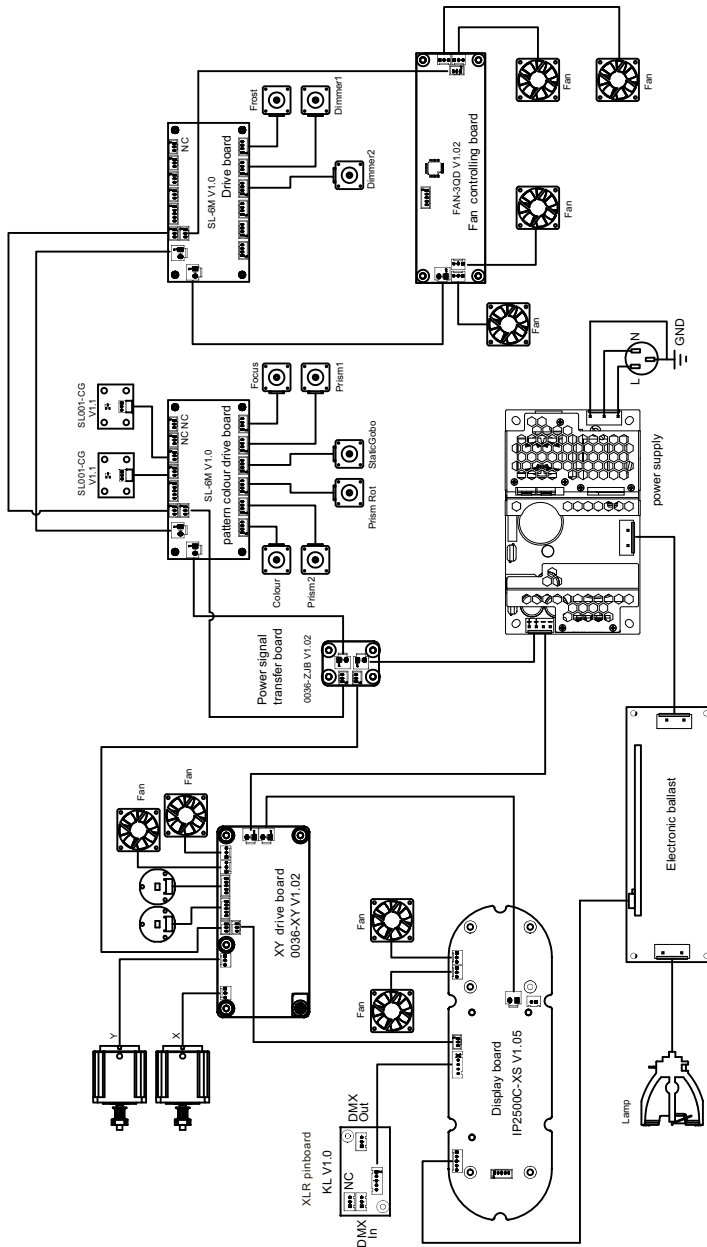 Frost
Dimmer1
NC
SL-6M V1.0
Drive board
Dimmer2
FAN-3QD V1.02
Fan controlling board
Fan
Fan
Fan
Fan
SL001-CG
V1.1
SL001-CG
V1.1
NC NC
SL-6M V1.0
pattern colour drive board
Focus
Prism1
StaticGobo
Prism Rot
Colour
Prism2
L
N
GND
power supply
Power signal
transfer board
0036-ZJB V1.02
Fan
Fan
XY drive board
0036-XY V1.02
Y
X
Fan
Fan
Display board
IP2500C-XS V1.05
XLR pinboard
KL V1.0
NC
DMX
Out
DMX
In
Electronic ballast
Lamp